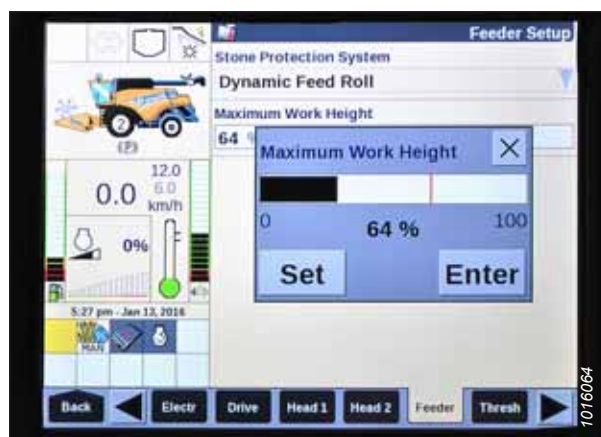 Feeder Setup
Stone Protection System
Dynamic Feed Roll
Maximum Work Height
64 %
Maximum Work Height
0
64 %
100
Set
Enter
2
(P)
0.0
12.0
6.0
km/h
0%
5:27 pm - Jan 13, 2016
MAN
Back
Electr
Drive
Head 1
Head 2
Feeder
Thresh
1016064